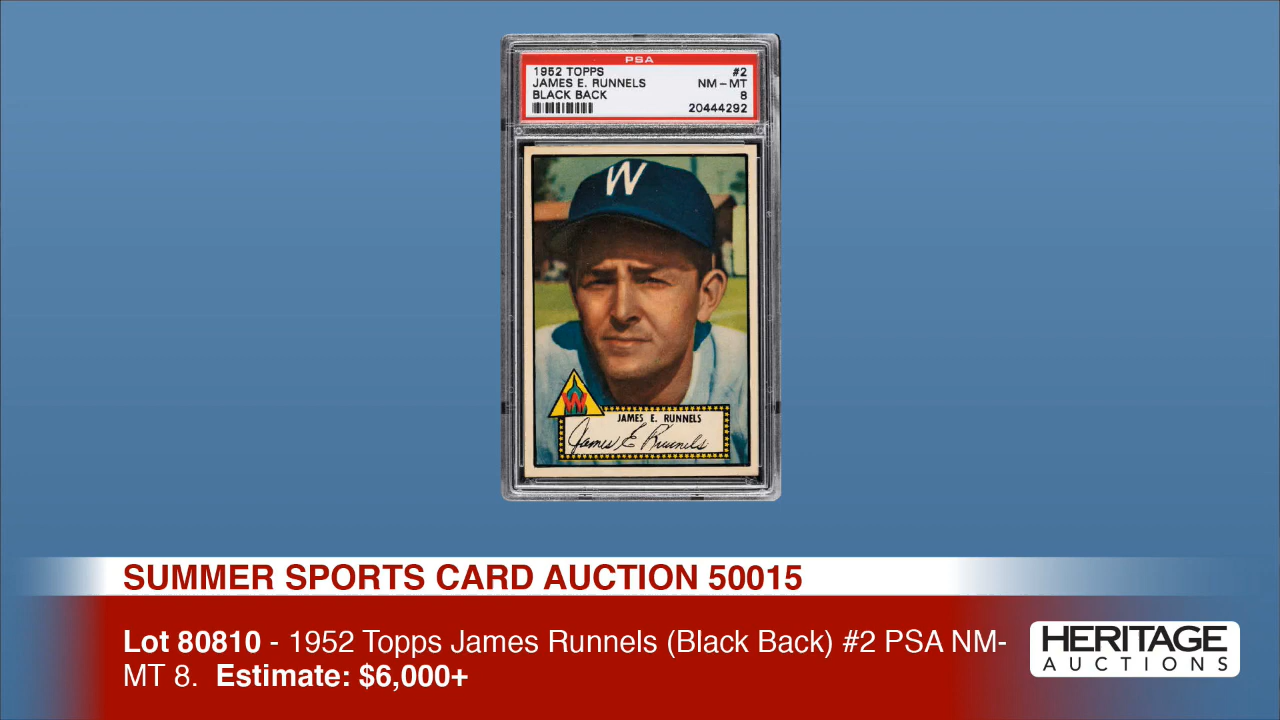 PSA
1952 TOPPS #2
JAMES E. RUNNELS NM-MT
BLACK BACK 8
20444292
W
W
JAMES E. RUNNELS
James E Runnels
SUMMER SPORTS CARD AUCTION 50015
Lot 80810 - 1952 Topps James Runnels (Black Back) #2 PSA NM-
MT 8. Estimate: $6,000+
HERITAGE
AUCTIONS